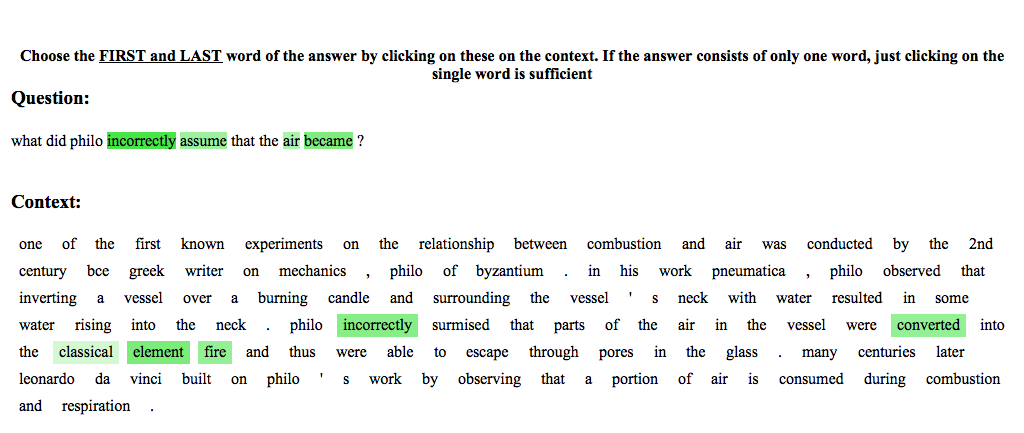 Choose the FIRST and LAST word of the answer by clicking on these on the context. If the answer consists of only one word, just clicking on the
single word is sufficient
Question:
what did philo incorrectly assume that the air became ?
Context:
one of the first known experiments on the relationship between combustion and air was conducted by the 2nd
century bce greek writer on mechanics , philo of byzantium . in his work pneumatica , philo observed that
inverting a vessel over a burning candle and surrounding the vessel ' s neck with water resulted in some
water rising into the neck . philo incorrectly surmised that parts of the air in the vessel were converted into
the classical element fire and thus were able to escape through pores in the glass . many centuries later
leonardo da vinci built on philo ' s work by observing that a portion of air is consumed during combustion
and respiration .